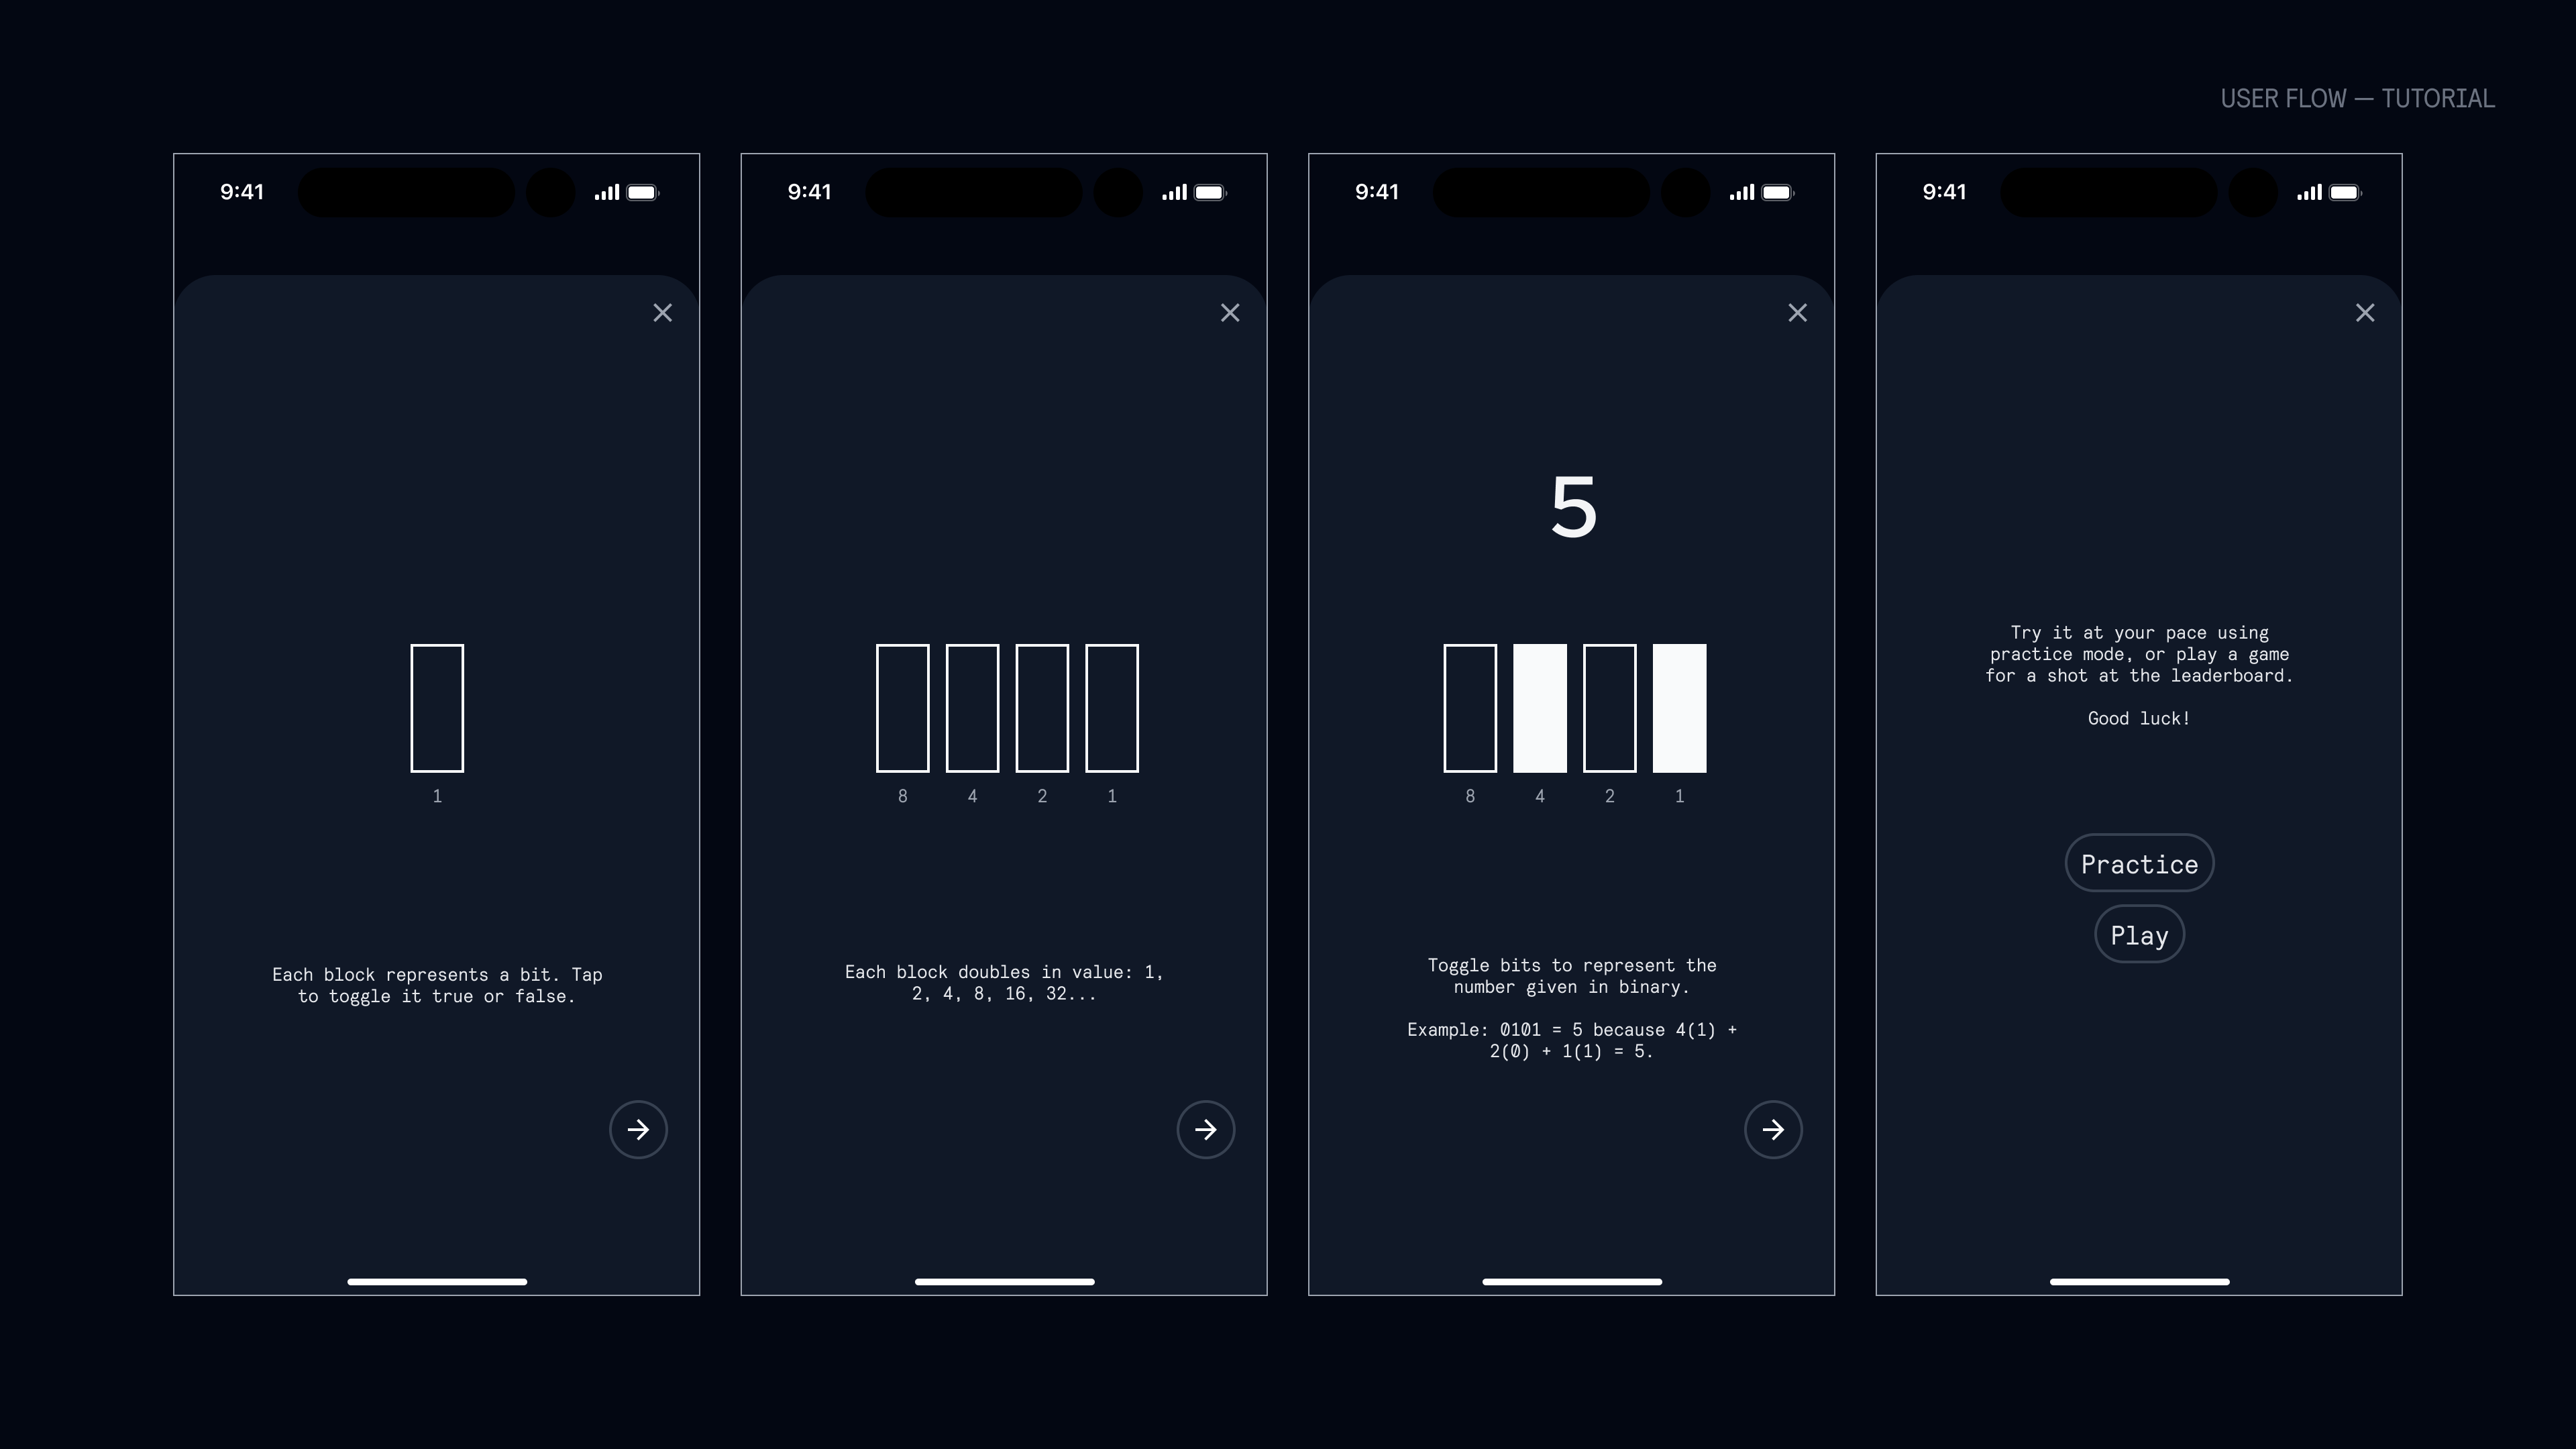 USER FLOW — TUTORIAL
9:41
1
Each block represents a bit. Tap
to toggle it true or false.
9:41
8 4 2 1
Each block doubles in value: 1,
2, 4, 8, 16, 32...
9:41
5
8 4 2 1
Toggle bits to represent the
number given in binary.
Example: 0101 = 5 because 4(1) +
2(0) + 1(1) = 5.
9:41
Try it at your pace using
practice mode, or play a game
for a shot at the leaderboard.
Good luck!
Practice
Play